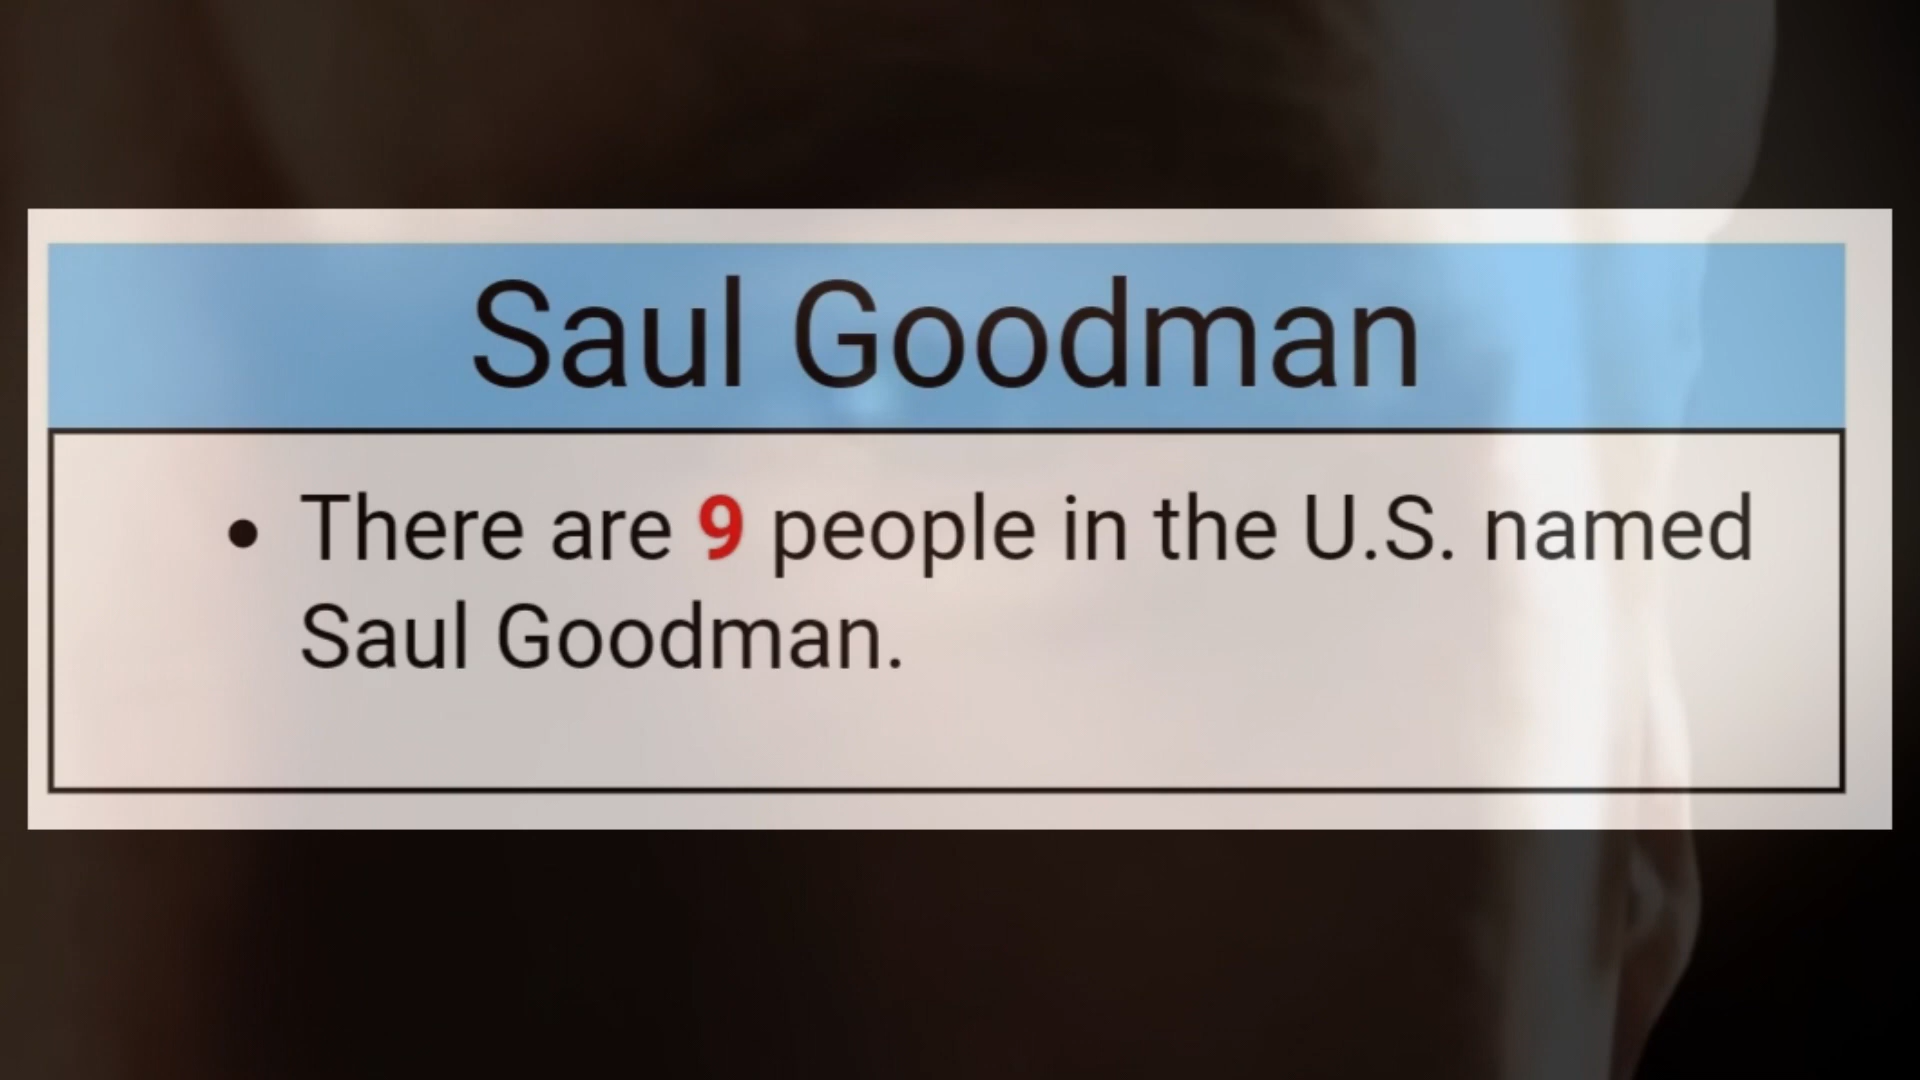 Saul Goodman
• There are 9 people in the U.S. named
Saul Goodman.